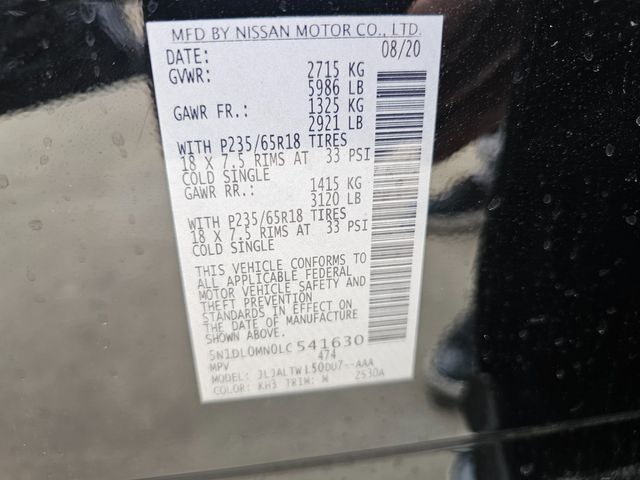 MFD BY NISSAN MOTOR CO., LTD.
DATE: 08/20
GVWR: 2715 KG
5986 LB
GAWR FR.: 1325 KG
2921 LB
WITH P235/65R18 TIRES
18 X 7.5 RIMS AT 33 PSI
COLD SINGLE
GAWR RR.: 1415 KG
3120 LB
WITH P235/65R18 TIRES
18 X 7.5 RIMS AT 33 PSI
COLD SINGLE
THIS VEHICLE CONFORMS TO
ALL APPLICABLE FEDERAL
MOTOR VEHICLE SAFETY AND
THEFT PREVENTION
STANDARDS IN EFFECT ON
THE DATE OF MANUFACTURE
SHOWN ABOVE.
5N1DL0MN0LC541630
MPV 474
MODEL: JLJALTWL50DU7--AAA
COLOR: KH3 TRIM: W 2530A